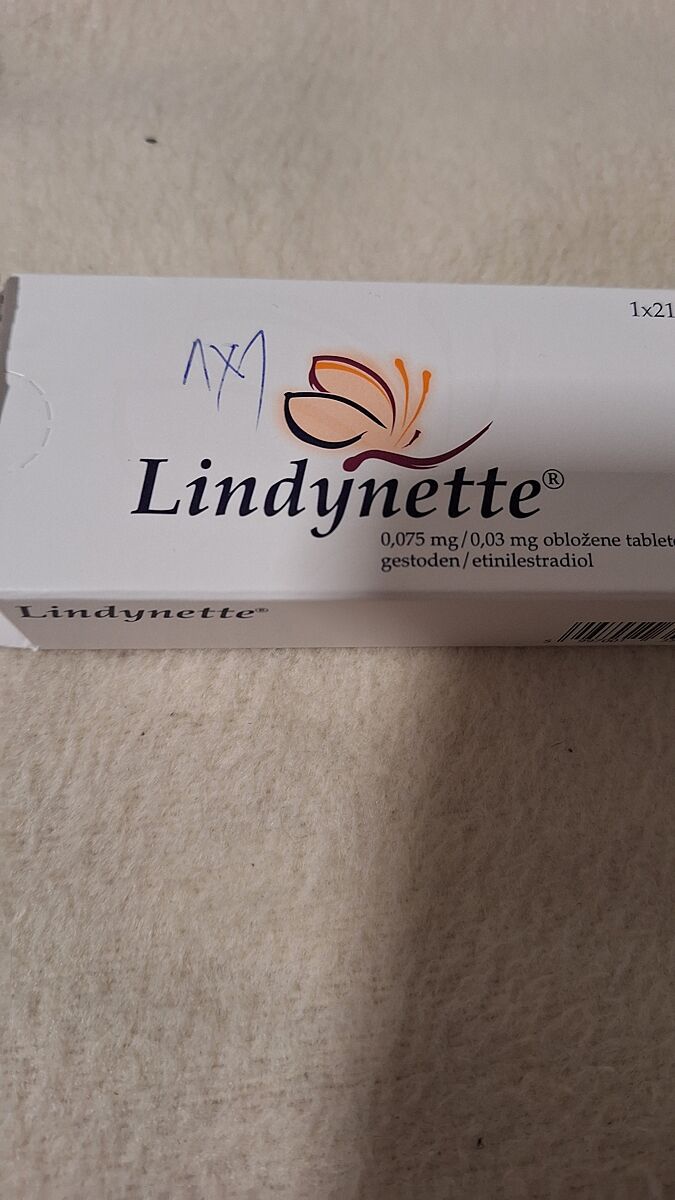 1x21
1x1
Lindynette®
0,075 mg/0,03 mg obložene tablete
gestoden/etinilestradiol
Lindynette®